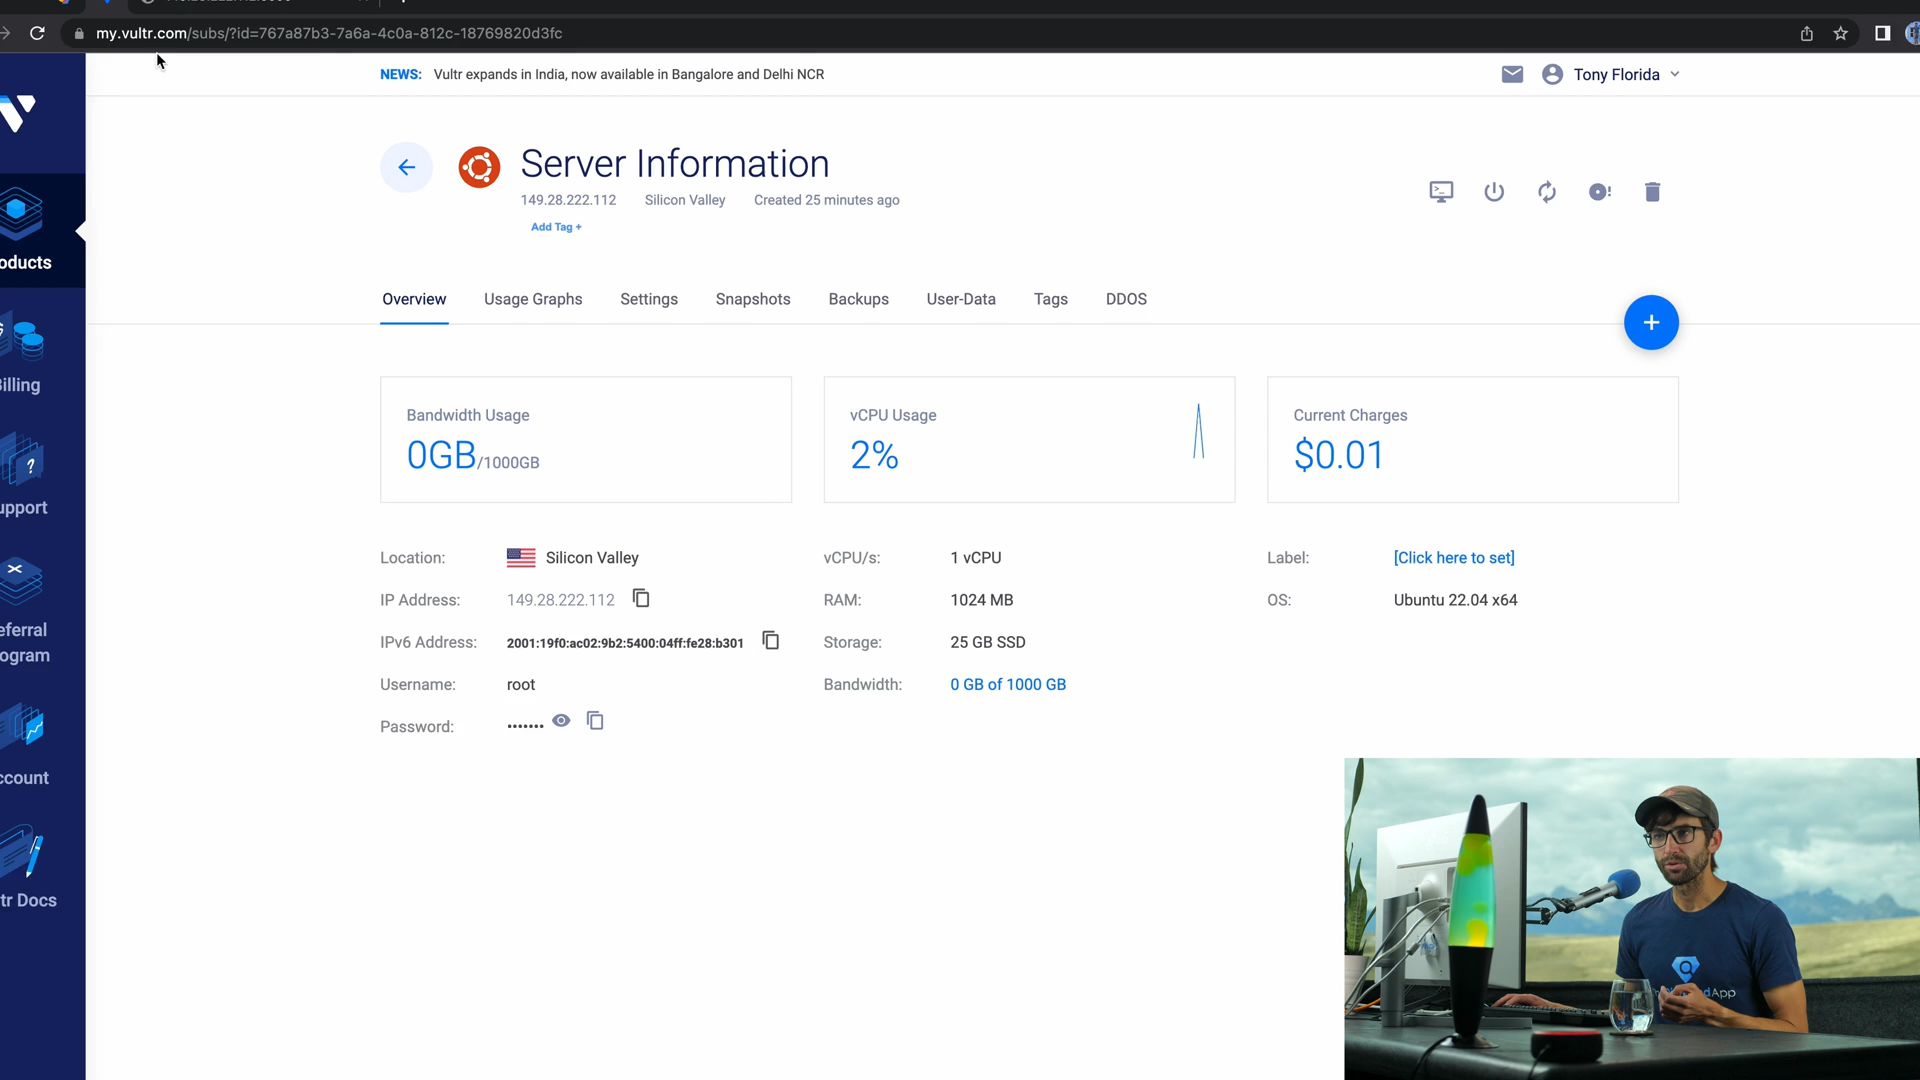 my.vultr.com/subs/?id=767a87b3-7a6a-4c0a-812c-18769820d3fc
NEWS: Vultr expands in India, now available in Bangalore and Delhi NCR
Tony Florida
Server Information
149.28.222.112 Silicon Valley Created 25 minutes ago
Add Tag +
oducts
Overview Usage Graphs Settings Snapshots Backups User-Data Tags DDOS
+
illing
Bandwidth Usage
0GB/1000GB
vCPU Usage
2%
Current Charges
$0.01
upport
Location: Silicon Valley
IP Address: 149.28.222.112
IPv6 Address: 2001:19f0:ac02:9b2:5400:04ff:fe28:b301
Username: root
Password: •••••••
vCPU/s: 1 vCPU
RAM: 1024 MB
Storage: 25 GB SSD
Bandwidth: 0 GB of 1000 GB
Label: [Click here to set]
OS: Ubuntu 22.04 x64
eferral
ogram
ccount
tr Docs
dApp